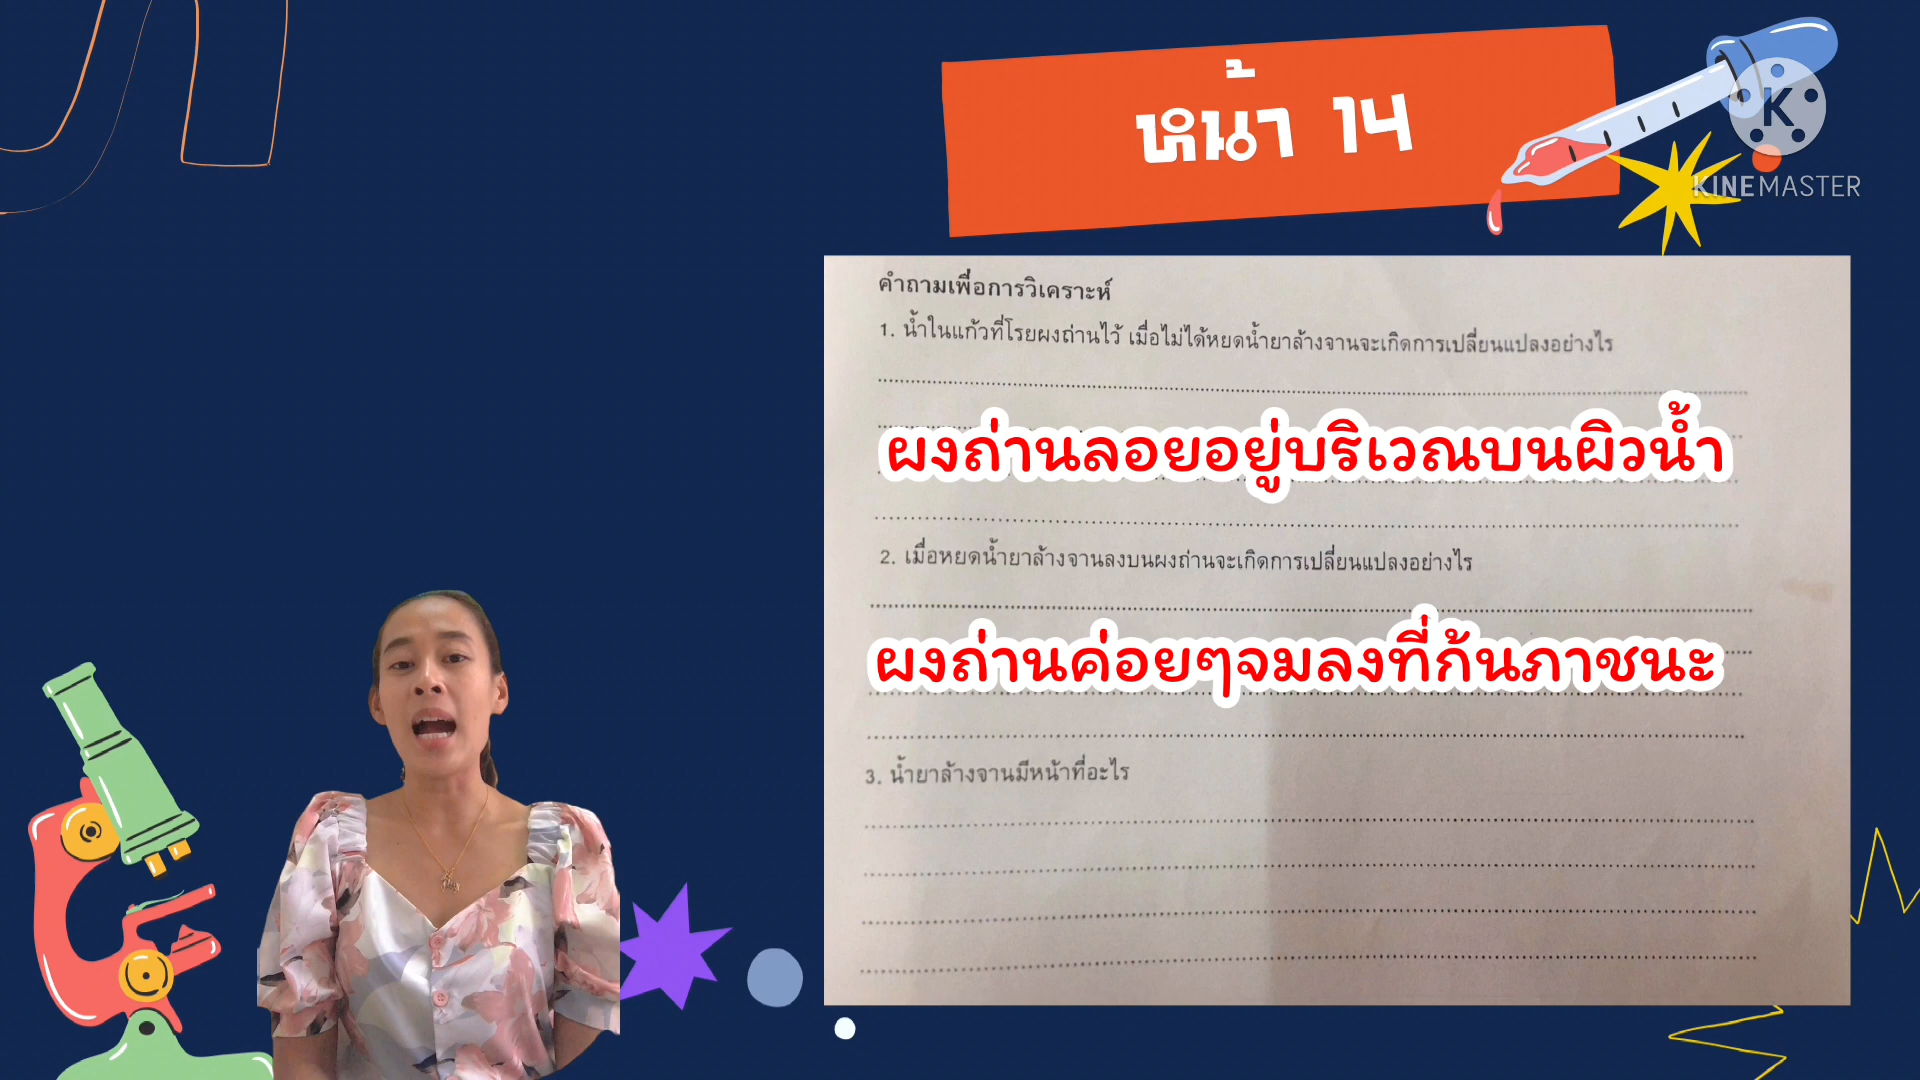 หน้า 14
KINEMASTER
คำถามเพื่อการวิเคราะห์
1. น้ำในแก้วที่โรยผงถ่านไว้ เมื่อไม่ได้หยดน้ำยาล้างจานจะเกิดการเปลี่ยนแปลงอย่างไร
ผงถ่านลอยอยู่บริเวณบนผิวน้ำ
2. เมื่อหยดน้ำยาล้างจานลงบนผงถ่านจะเกิดการเปลี่ยนแปลงอย่างไร
ผงถ่านค่อยๆจมลงที่ก้นภาชนะ
3. น้ำยาล้างจานมีหน้าที่อะไร